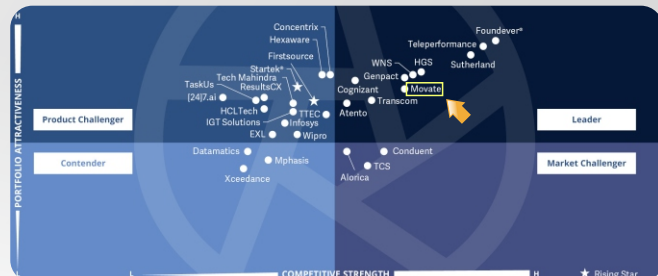 H
PORTFOLIO ATTRACTIVENESS
L
Concentrix
Hexaware
Firstsource
Startek*
Tech Mahindra
TaskUs
ResultsCX
[24]7.ai
HCLTech
IGT Solutions
TTEC
Infosys
EXL
Wipro
Product Challenger
Foundever®
Teleperformance
Sutherland
WNS
HGS
Genpact
Movate
Cognizant
Transcom
Atento
Leader
Datamatics
Mphasis
Xceedance
Contender
Conduent
TCS
Alorica
Market Challenger
L
COMPETITIVE STRENGTH
H
★ Rising Star